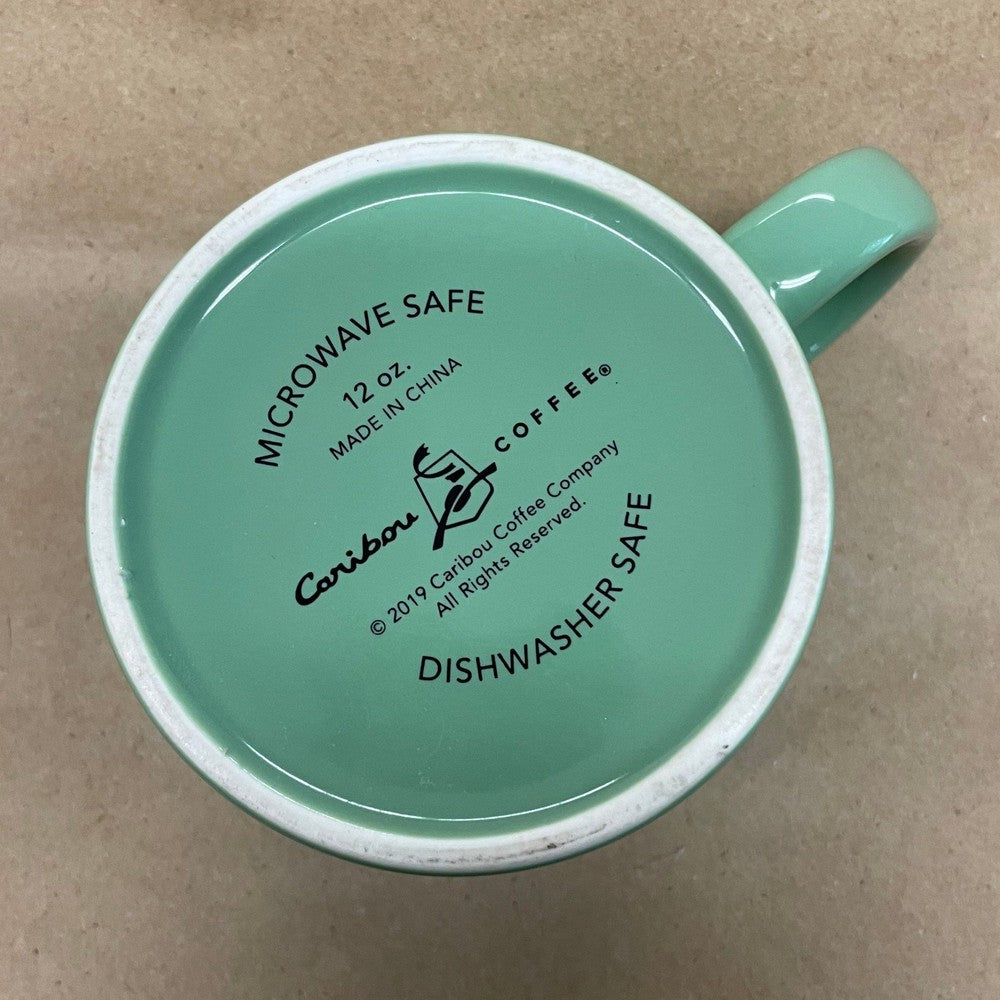 MICROWAVE SAFE
12 oz.
MADE IN CHINA
Caribou COFFEE®
© 2019 Caribou Coffee Company
All Rights Reserved.
DISHWASHER SAFE